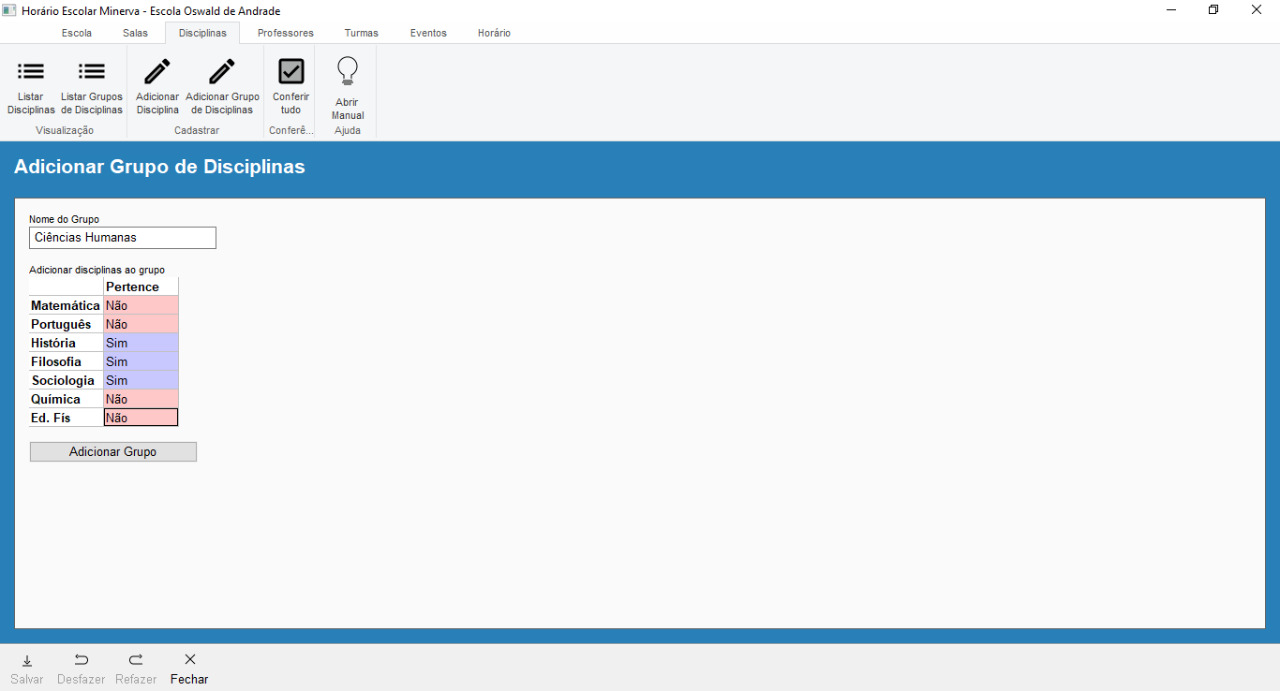 Horário Escolar Minerva - Escola Oswald de Andrade
Escola Salas Disciplinas Professores Turmas Eventos Horário
Listar Disciplinas
Listar Grupos de Disciplinas
Adicionar Disciplina
Adicionar Grupo de Disciplinas
Conferir tudo
Abrir Manual
Visualização Cadastrar Conferê... Ajuda
Adicionar Grupo de Disciplinas
Nome do Grupo
Ciências Humanas
Adicionar disciplinas ao grupo
Pertence
Matemática Não
Português Não
História Sim
Filosofia Sim
Sociologia Sim
Química Não
Ed. Fís Não
Adicionar Grupo
Salvar Desfazer Refazer Fechar